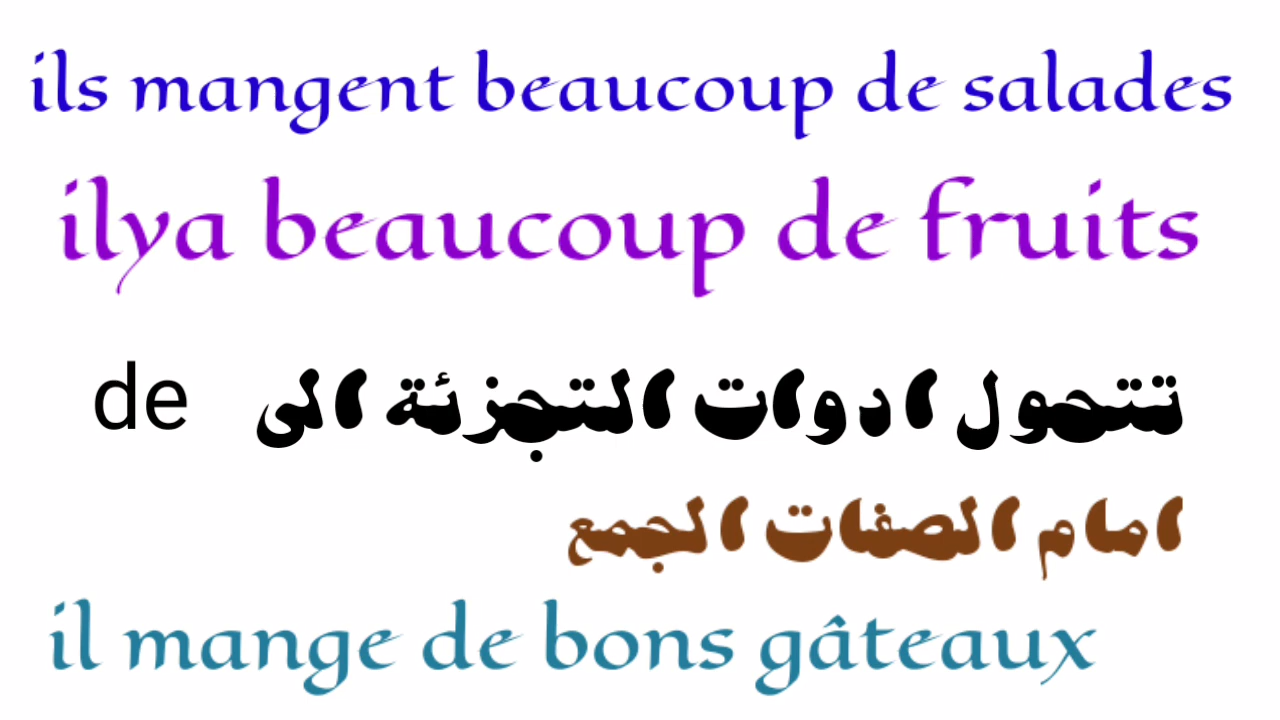 ils mangent beaucoup de salades
ilya beaucoup de fruits
تتحول ادوات التجزئة الى de
امام الصفات الجمع
il mange de bons gâteaux